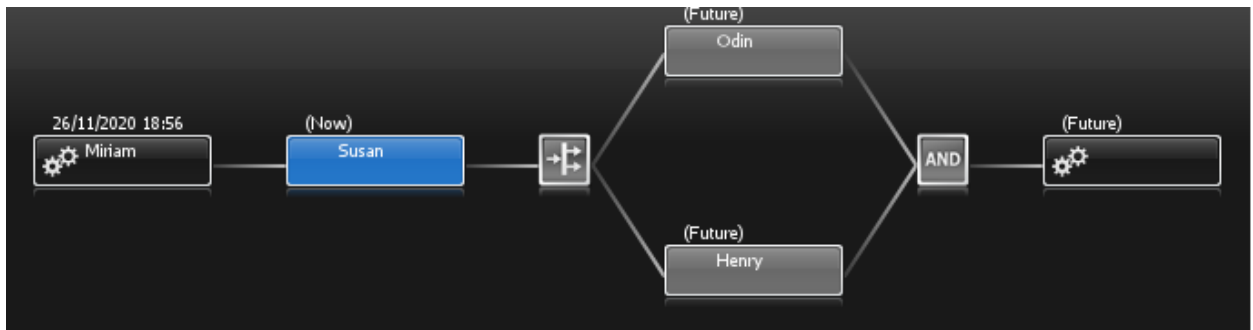 26/11/2020 18:56
Miriam
(Now)
Susan
(Future)
Odin
(Future)
Henry
AND
(Future)